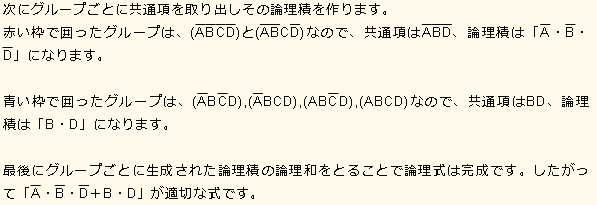 次にグループごとに共通項を取り出しその論理積を作ります。
赤い枠で囲ったグループは、(A̅B̅C̅D̅)と(A̅B̅CD̅)なので、共通項はA̅B̅D̅、論理積は「A̅・B̅・
D̅」になります。
青い枠で囲ったグループは、(A̅BC̅D),(A̅BCD),(ABC̅D),(ABCD)なので、共通項はBD、論理
積は「B・D」になります。
最後にグループごとに生成された論理積の論理和をとることで論理式は完成です。したがっ
て「A̅・B̅・D̅＋B・D」が適切な式です。